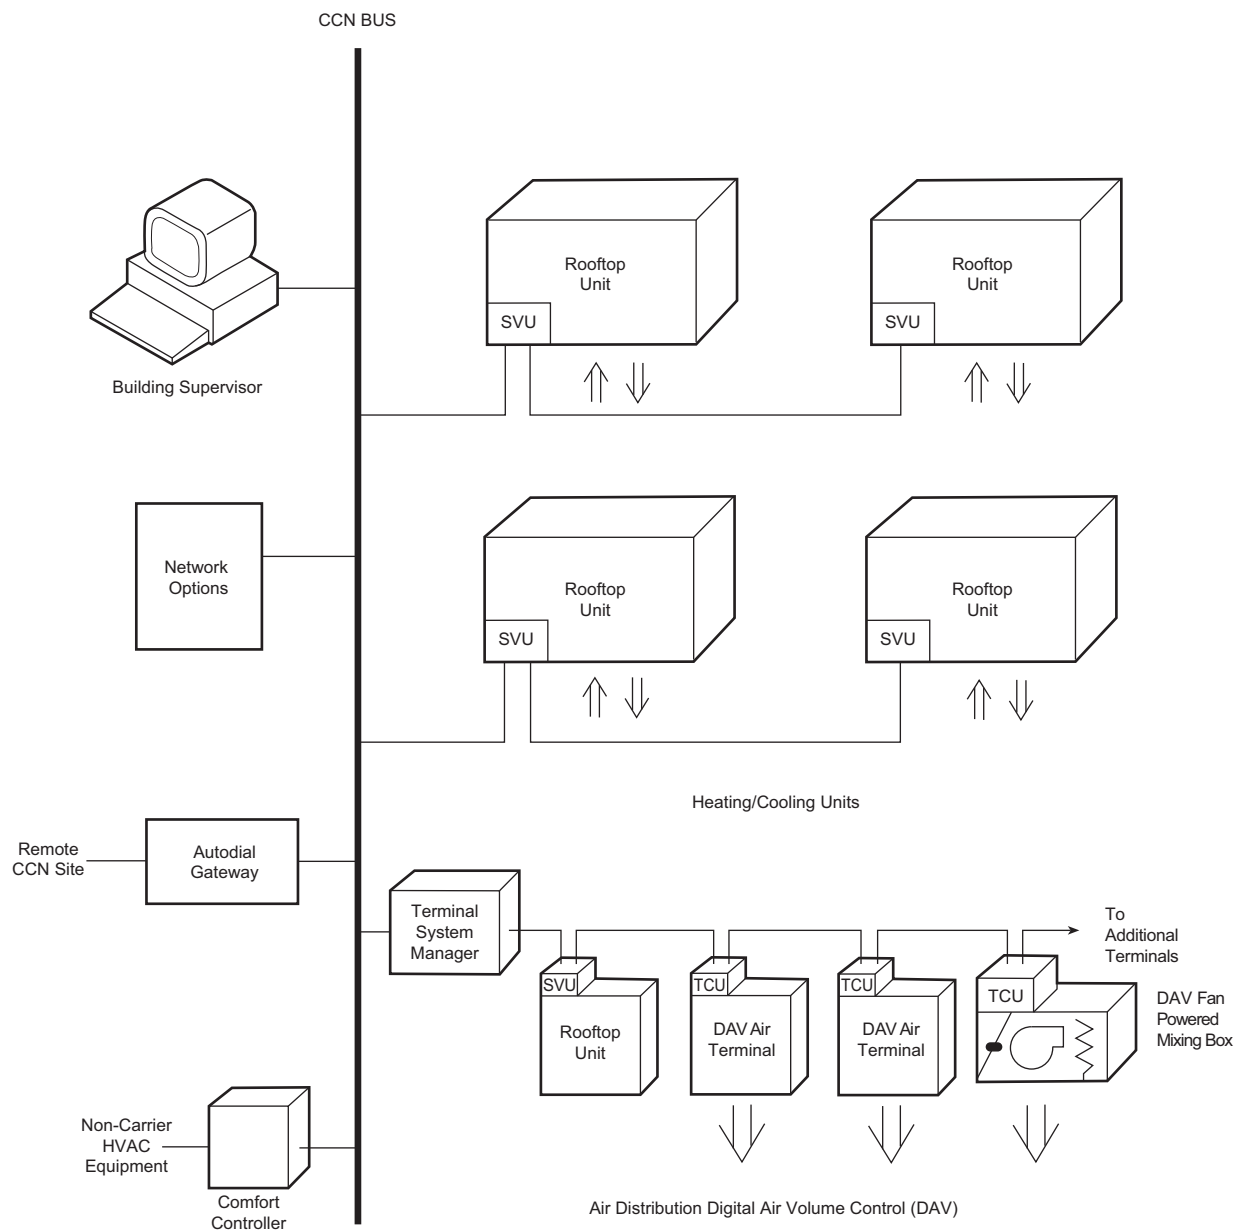 CCN BUS
Rooftop
Unit
SVU
Rooftop
Unit
SVU
Building Supervisor
Network
Options
Rooftop
Unit
SVU
Rooftop
Unit
SVU
Heating/Cooling Units
Remote
CCN Site
Autodial
Gateway
Terminal
System
Manager
To
Additional
Terminals
SVU
Rooftop
Unit
TCU
DAV Air
Terminal
TCU
DAV Air
Terminal
TCU
DAV Fan
Powered
Mixing Box
Non-Carrier
HVAC
Equipment
Comfort
Controller
Air Distribution Digital Air Volume Control (DAV)